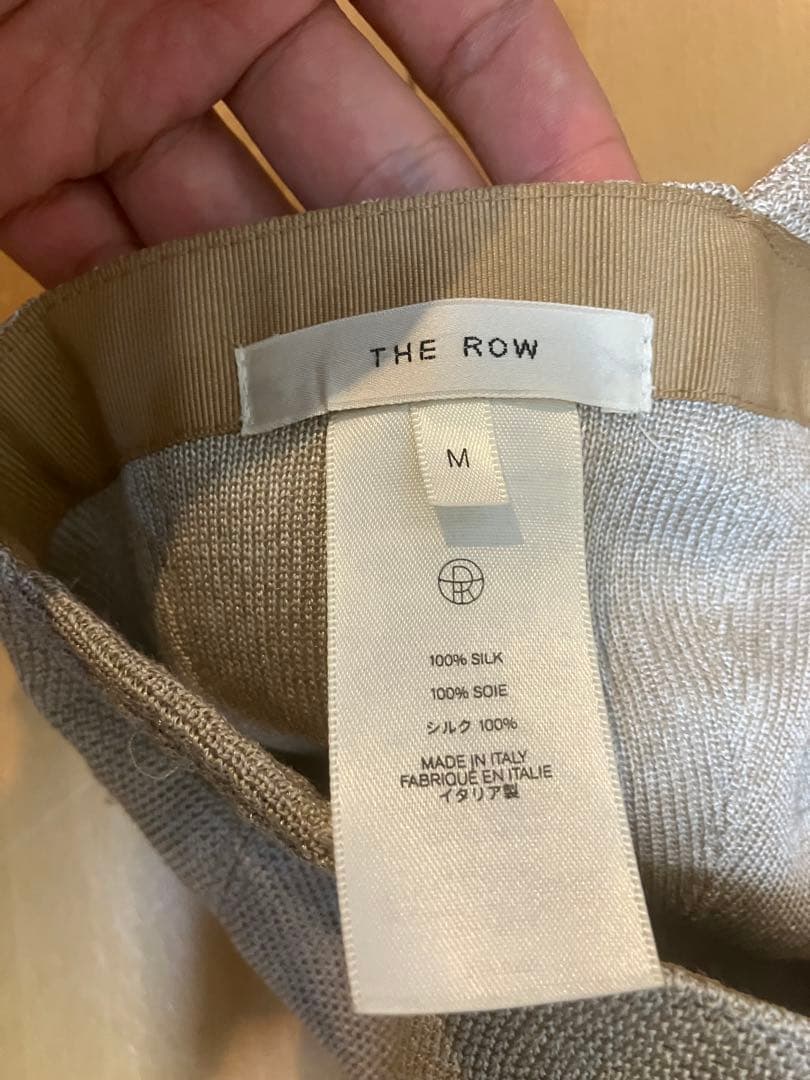 THE ROW
M
100% SILK
100% SOIE
シルク 100%
MADE IN ITALY
FABRIQUÉ EN ITALIE
イタリア製